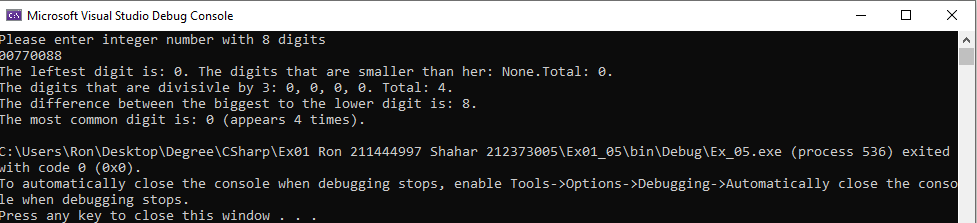 Microsoft Visual Studio Debug Console
Please enter integer number with 8 digits
00770088
The leftest digit is: 0. The digits that are smaller than her: None.Total: 0.
The digits that are divisivle by 3: 0, 0, 0, 0. Total: 4.
The difference between the biggest to the lower digit is: 8.
The most common digit is: 0 (appears 4 times).
C:\Users\Ron\Desktop\Degree\CSharp\Ex01 Ron 211444997 Shahar 212373005\Ex01_05\bin\Debug\Ex_05.exe (process 536) exited
with code 0 (0x0).
To automatically close the console when debugging stops, enable Tools->Options->Debugging->Automatically close the conso
le when debugging stops.
Press any key to close this window . . .